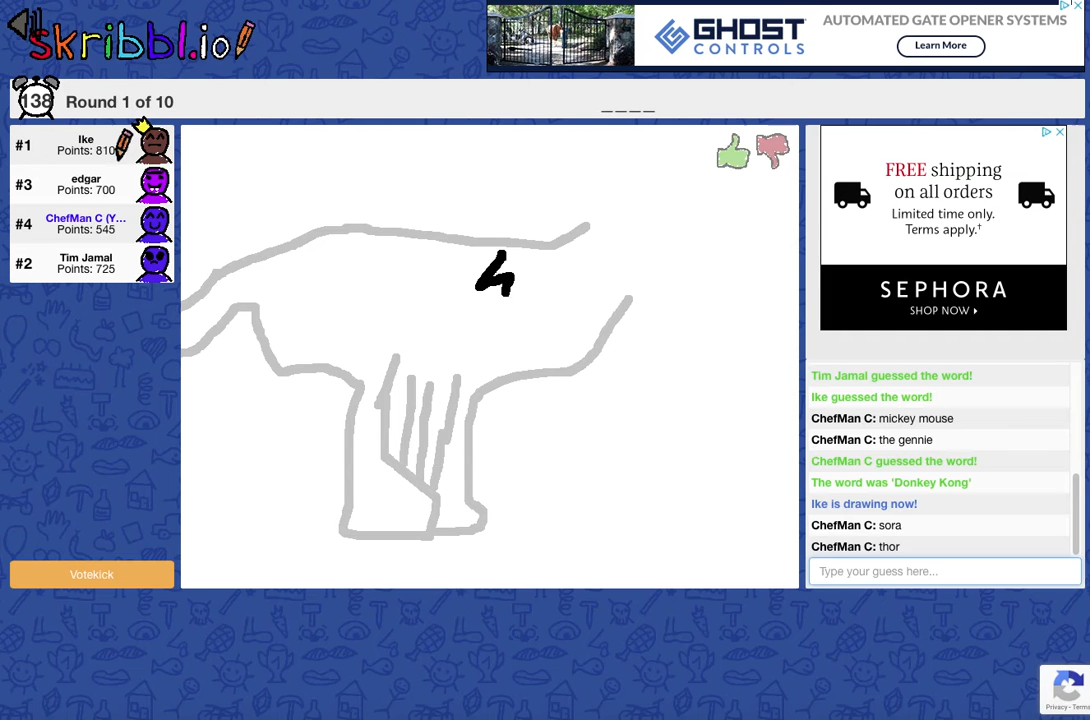 skribbl.io
GHOST
CONTROLS
AUTOMATED GATE OPENER SYSTEMS
Learn More
138
Round 1 of 10
_ _ _ _
#1
Ike
Points: 810
#3
edgar
Points: 700
#4
ChefMan C (Y...
Points: 545
#2
Tim Jamal
Points: 725
Votekick
FREE shipping
on all orders
Limited time only.
Terms apply.†
SEPHORA
SHOP NOW
Tim Jamal guessed the word!
Ike guessed the word!
ChefMan C: mickey mouse
ChefMan C: the gennie
ChefMan C guessed the word!
The word was 'Donkey Kong'
Ike is drawing now!
ChefMan C: sora
ChefMan C: thor
Type your guess here...
Privacy - Terms